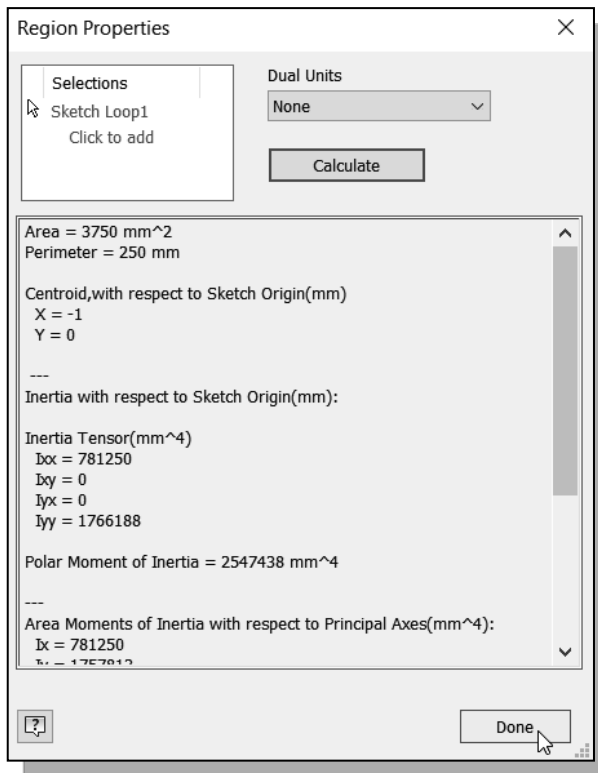 Region Properties
Selections
Sketch Loop1
Click to add
Dual Units
None
Calculate
Area = 3750 mm^2
Perimeter = 250 mm
Centroid,with respect to Sketch Origin(mm)
X = -1
Y = 0
---
Inertia with respect to Sketch Origin(mm):
Inertia Tensor(mm^4)
Ixx = 781250
Ixy = 0
Iyx = 0
Iyy = 1766188
Polar Moment of Inertia = 2547438 mm^4
---
Area Moments of Inertia with respect to Principal Axes(mm^4):
Ix = 781250
Iy = 1757812
?
Done